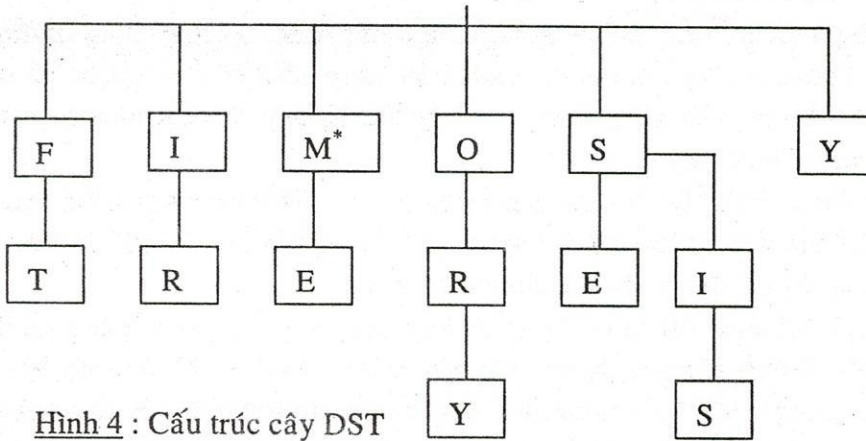 F I M* O S Y
T R E R E I
Y S
Hình 4 : Cấu trúc cây DST